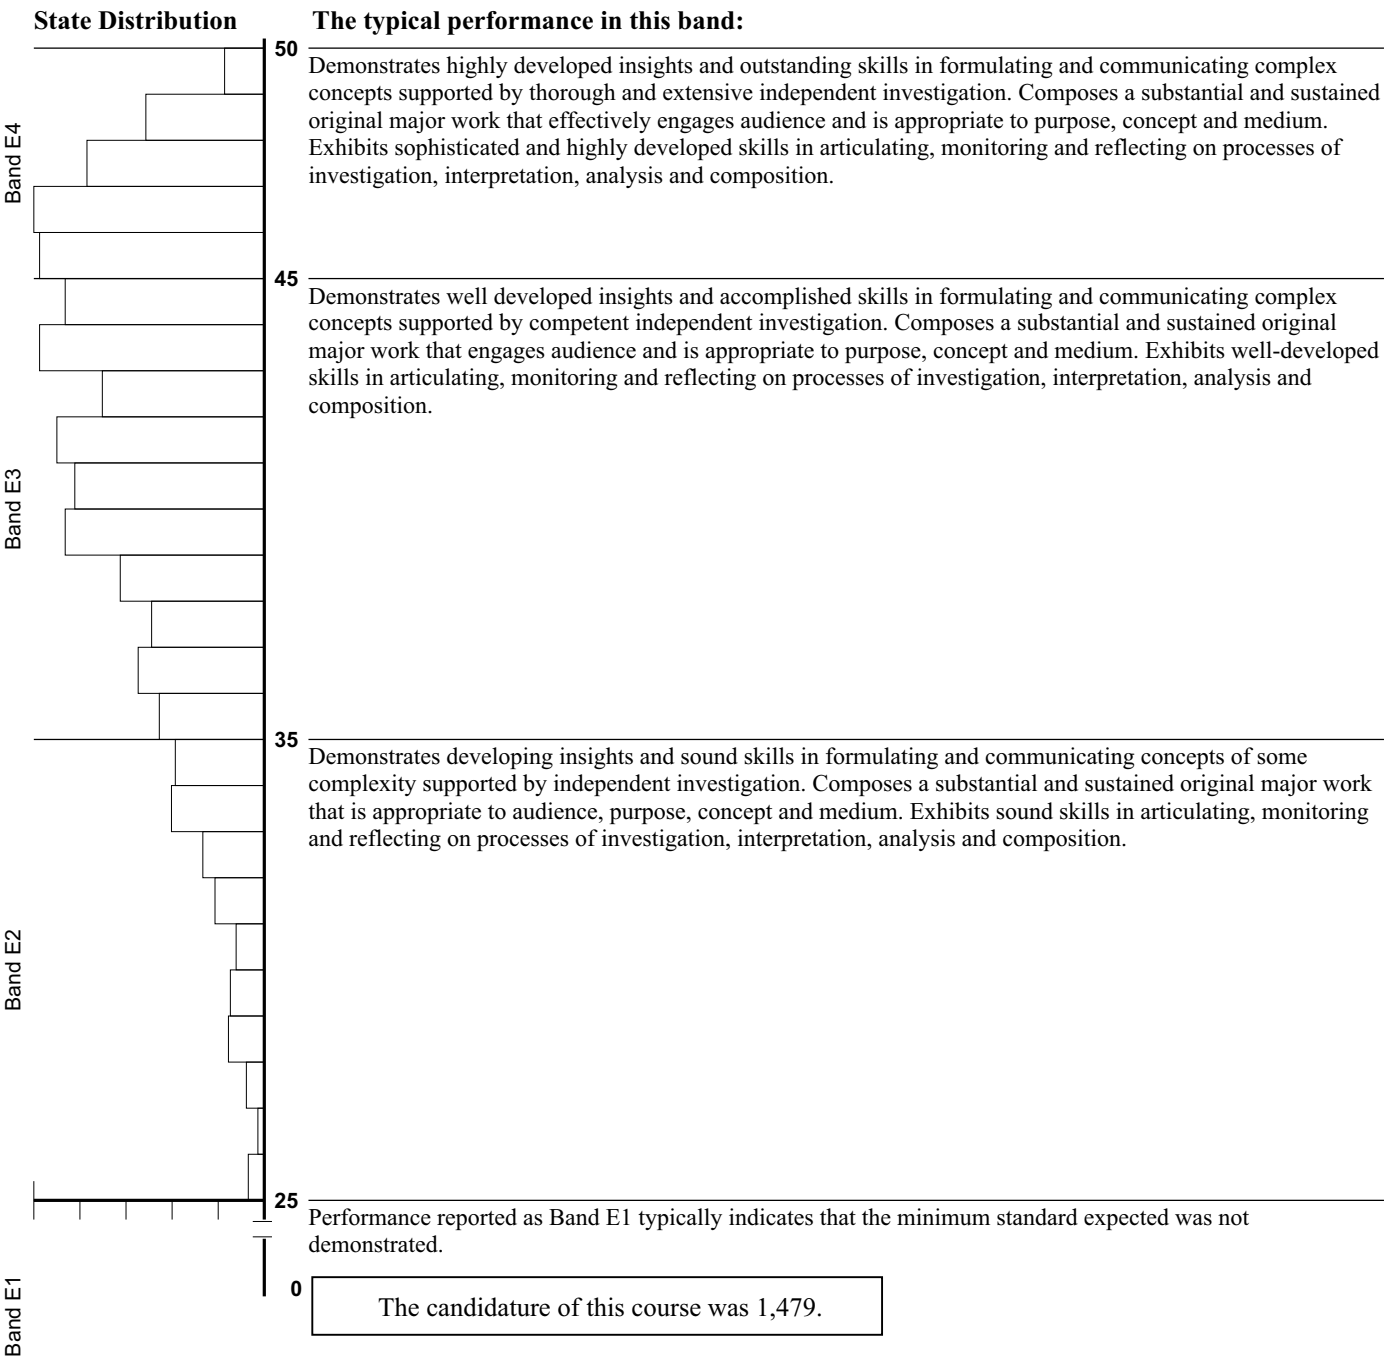 State Distribution
The typical performance in this band:
50
Demonstrates highly developed insights and outstanding skills in formulating and communicating complex
concepts supported by thorough and extensive independent investigation. Composes a substantial and sustained
original major work that effectively engages audience and is appropriate to purpose, concept and medium.
Exhibits sophisticated and highly developed skills in articulating, monitoring and reflecting on processes of
investigation, interpretation, analysis and composition.
Band E4
45
Demonstrates well developed insights and accomplished skills in formulating and communicating complex
concepts supported by competent independent investigation. Composes a substantial and sustained original
major work that engages audience and is appropriate to purpose, concept and medium. Exhibits well-developed
skills in articulating, monitoring and reflecting on processes of investigation, interpretation, analysis and
composition.
Band E3
35
Demonstrates developing insights and sound skills in formulating and communicating concepts of some
complexity supported by independent investigation. Composes a substantial and sustained original major work
that is appropriate to audience, purpose, concept and medium. Exhibits sound skills in articulating, monitoring
and reflecting on processes of investigation, interpretation, analysis and composition.
Band E2
25
Performance reported as Band E1 typically indicates that the minimum standard expected was not
demonstrated.
0
Band E1
The candidature of this course was 1,479.